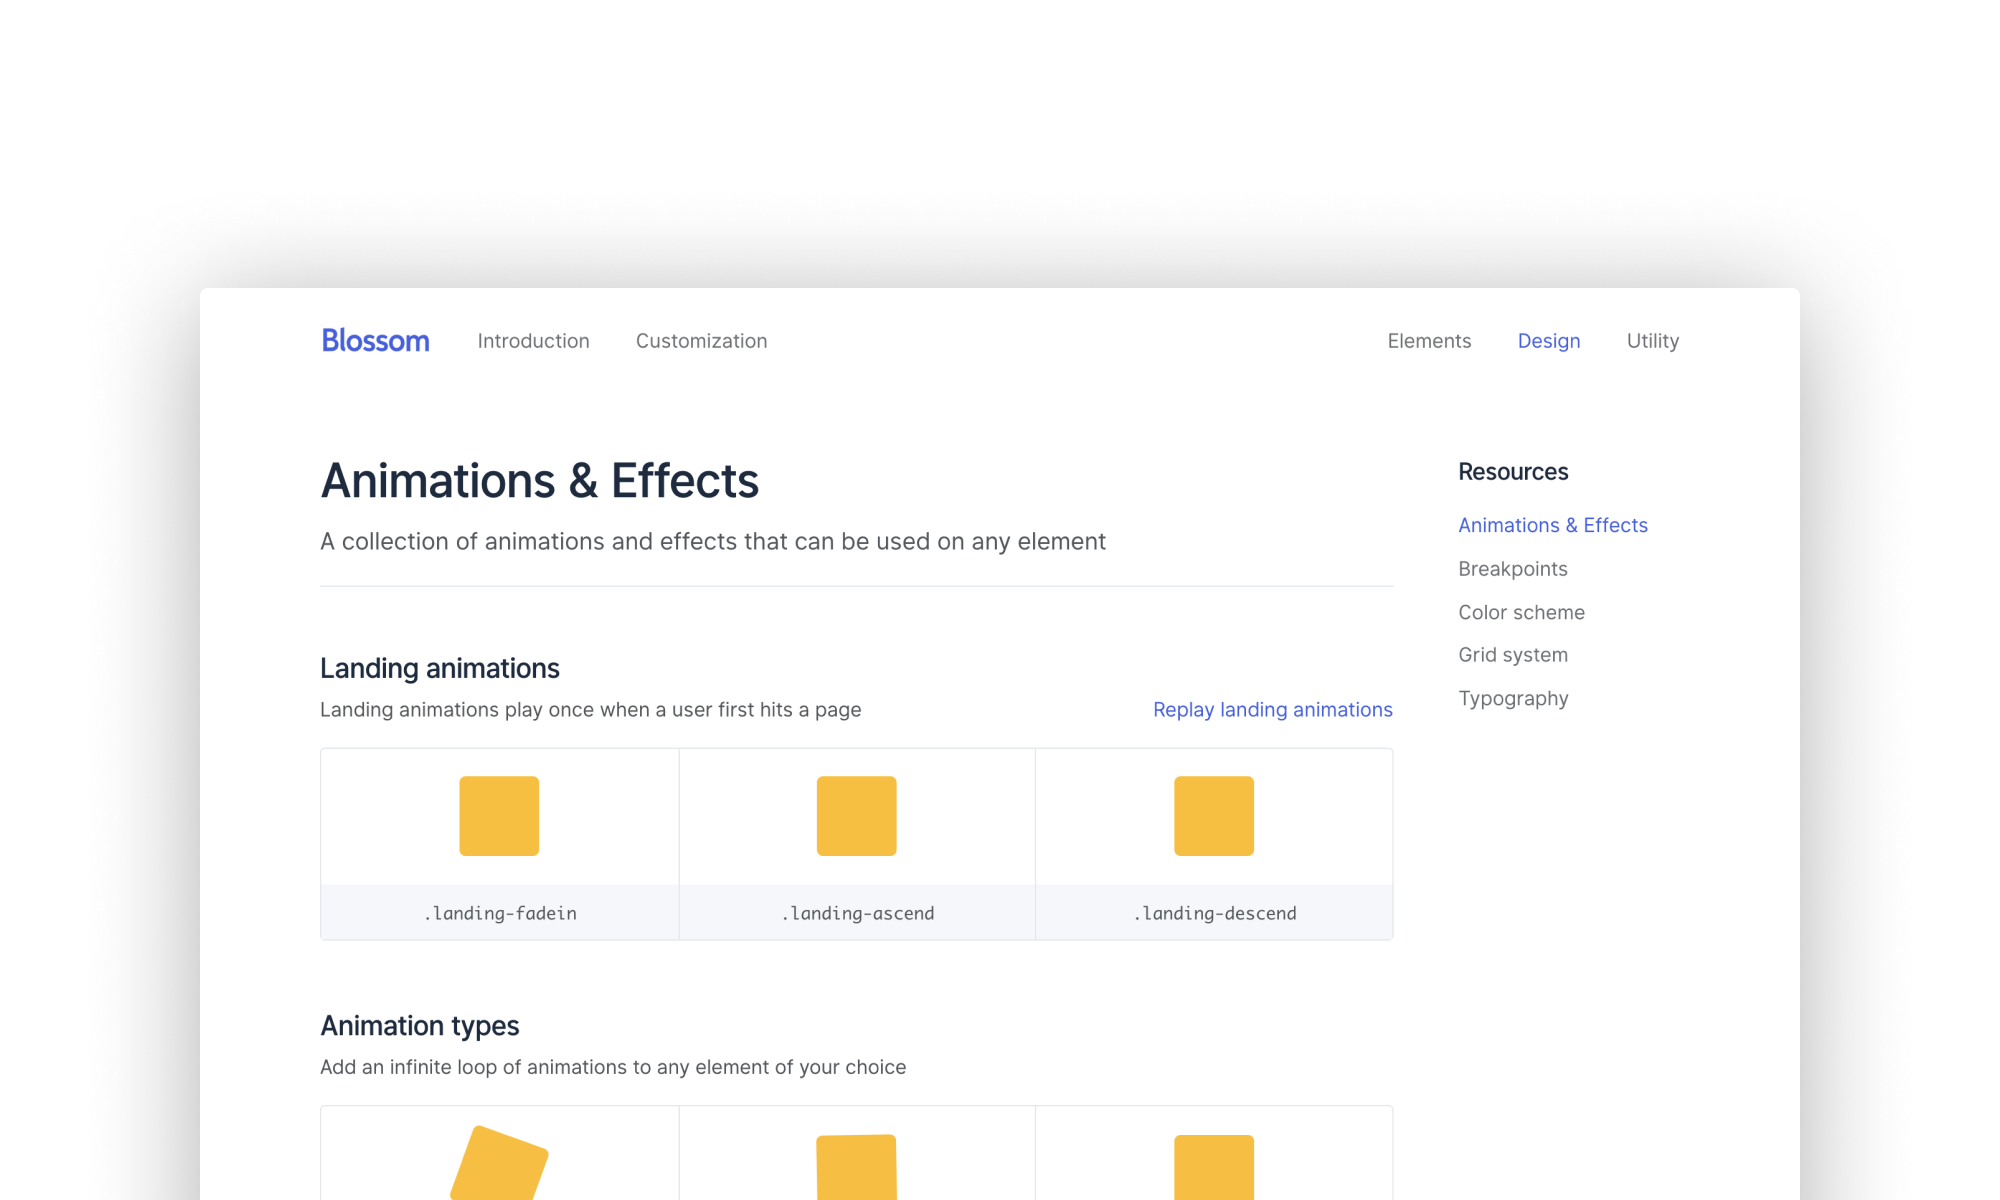 Blossom Introduction Customization Elements Design Utility
Animations & Effects
A collection of animations and effects that can be used on any element
Resources
Animations & Effects
Breakpoints
Color scheme
Grid system
Typography
Landing animations
Landing animations play once when a user first hits a page
Replay landing animations
.landing-fadein .landing-ascend .landing-descend
Animation types
Add an infinite loop of animations to any element of your choice